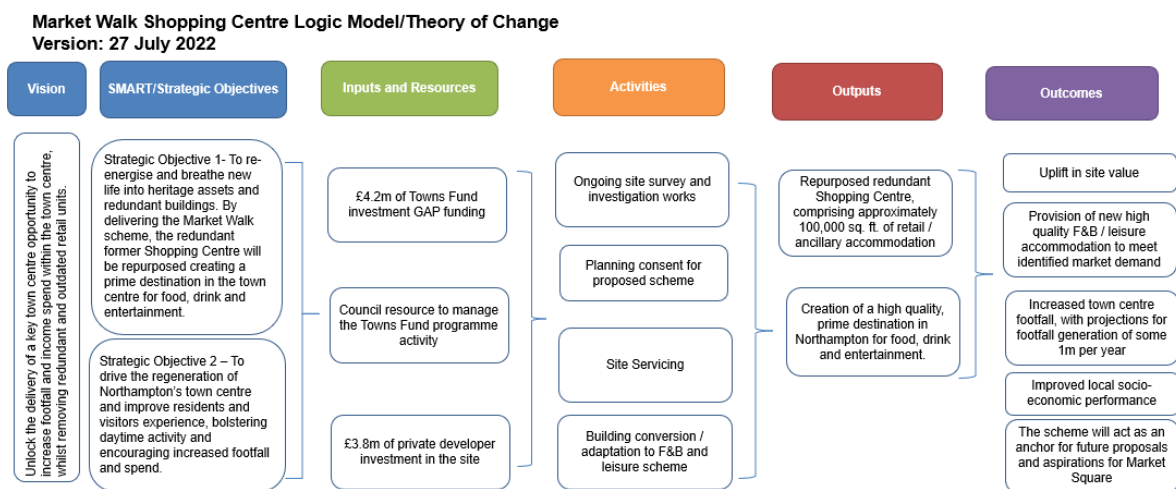 Market Walk Shopping Centre Logic Model/Theory of Change
Version: 27 July 2022
Vision
Unlock the delivery of a key town centre opportunity to
increase footfall and income spend within the town centre,
whilst removing redundant and outdated retail units.
SMART/Strategic Objectives
Strategic Objective 1- To re-
energise and breathe new
life into heritage assets and
redundant buildings. By
delivering the Market Walk
scheme, the redundant
former Shopping Centre will
be repurposed creating a
prime destination in the town
centre for food, drink and
entertainment.
Strategic Objective 2 – To
drive the regeneration of
Northampton's town centre
and improve residents and
visitors experience, bolstering
daytime activity and
encouraging increased footfall
and spend.
Inputs and Resources
£4.2m of Towns Fund
investment GAP funding
Council resource to manage
the Towns Fund programme
activity
£3.8m of private developer
investment in the site
Activities
Ongoing site survey and
investigation works
Planning consent for
proposed scheme
Site Servicing
Building conversion /
adaptation to F&B and
leisure scheme
Outputs
Repurposed redundant
Shopping Centre,
comprising approximately
100,000 sq. ft. of retail /
ancillary accommodation
Creation of a high quality,
prime destination in
Northampton for food, drink
and entertainment.
Outcomes
Uplift in site value
Provision of new high
quality F&B / leisure
accommodation to meet
identified market demand
Increased town centre
footfall, with projections for
footfall generation of some
1m per year
Improved local socio-
economic performance
The scheme will act as an
anchor for future proposals
and aspirations for Market
Square